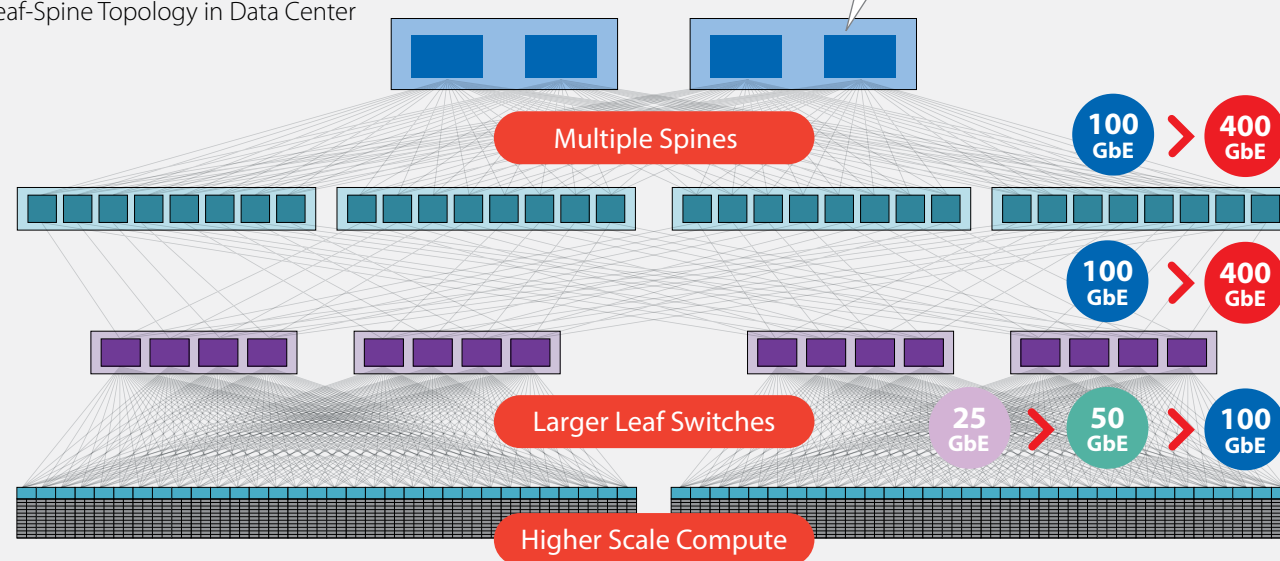 eaf-Spine Topology in Data Center
Multiple Spines
100 GbE > 400 GbE
100 GbE > 400 GbE
Larger Leaf Switches
25 GbE > 50 GbE > 100 GbE
Higher Scale Compute